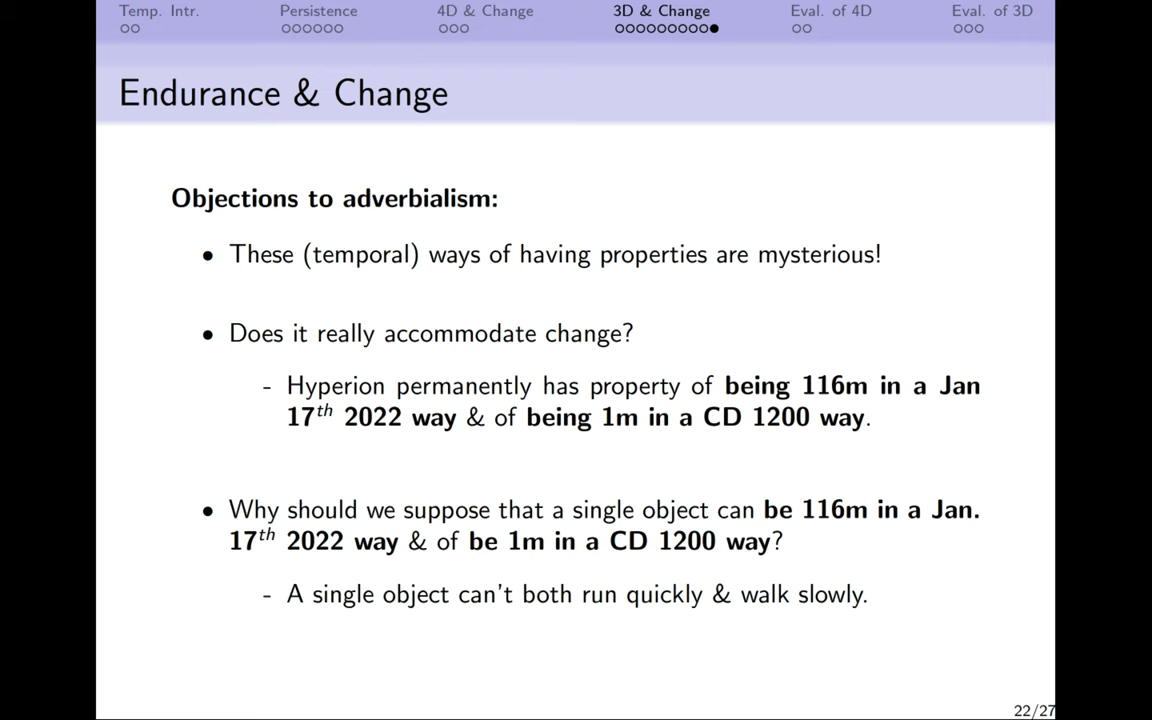 Temp. Intr. Persistence 4D & Change 3D & Change Eval. of 4D Eval. of 3D
Endurance & Change
Objections to adverbialism:
• These (temporal) ways of having properties are mysterious!
• Does it really accommodate change?
- Hyperion permanently has property of being 116m in a Jan
17th 2022 way & of being 1m in a CD 1200 way.
• Why should we suppose that a single object can be 116m in a Jan.
17th 2022 way & of be 1m in a CD 1200 way?
- A single object can't both run quickly & walk slowly.
22/27